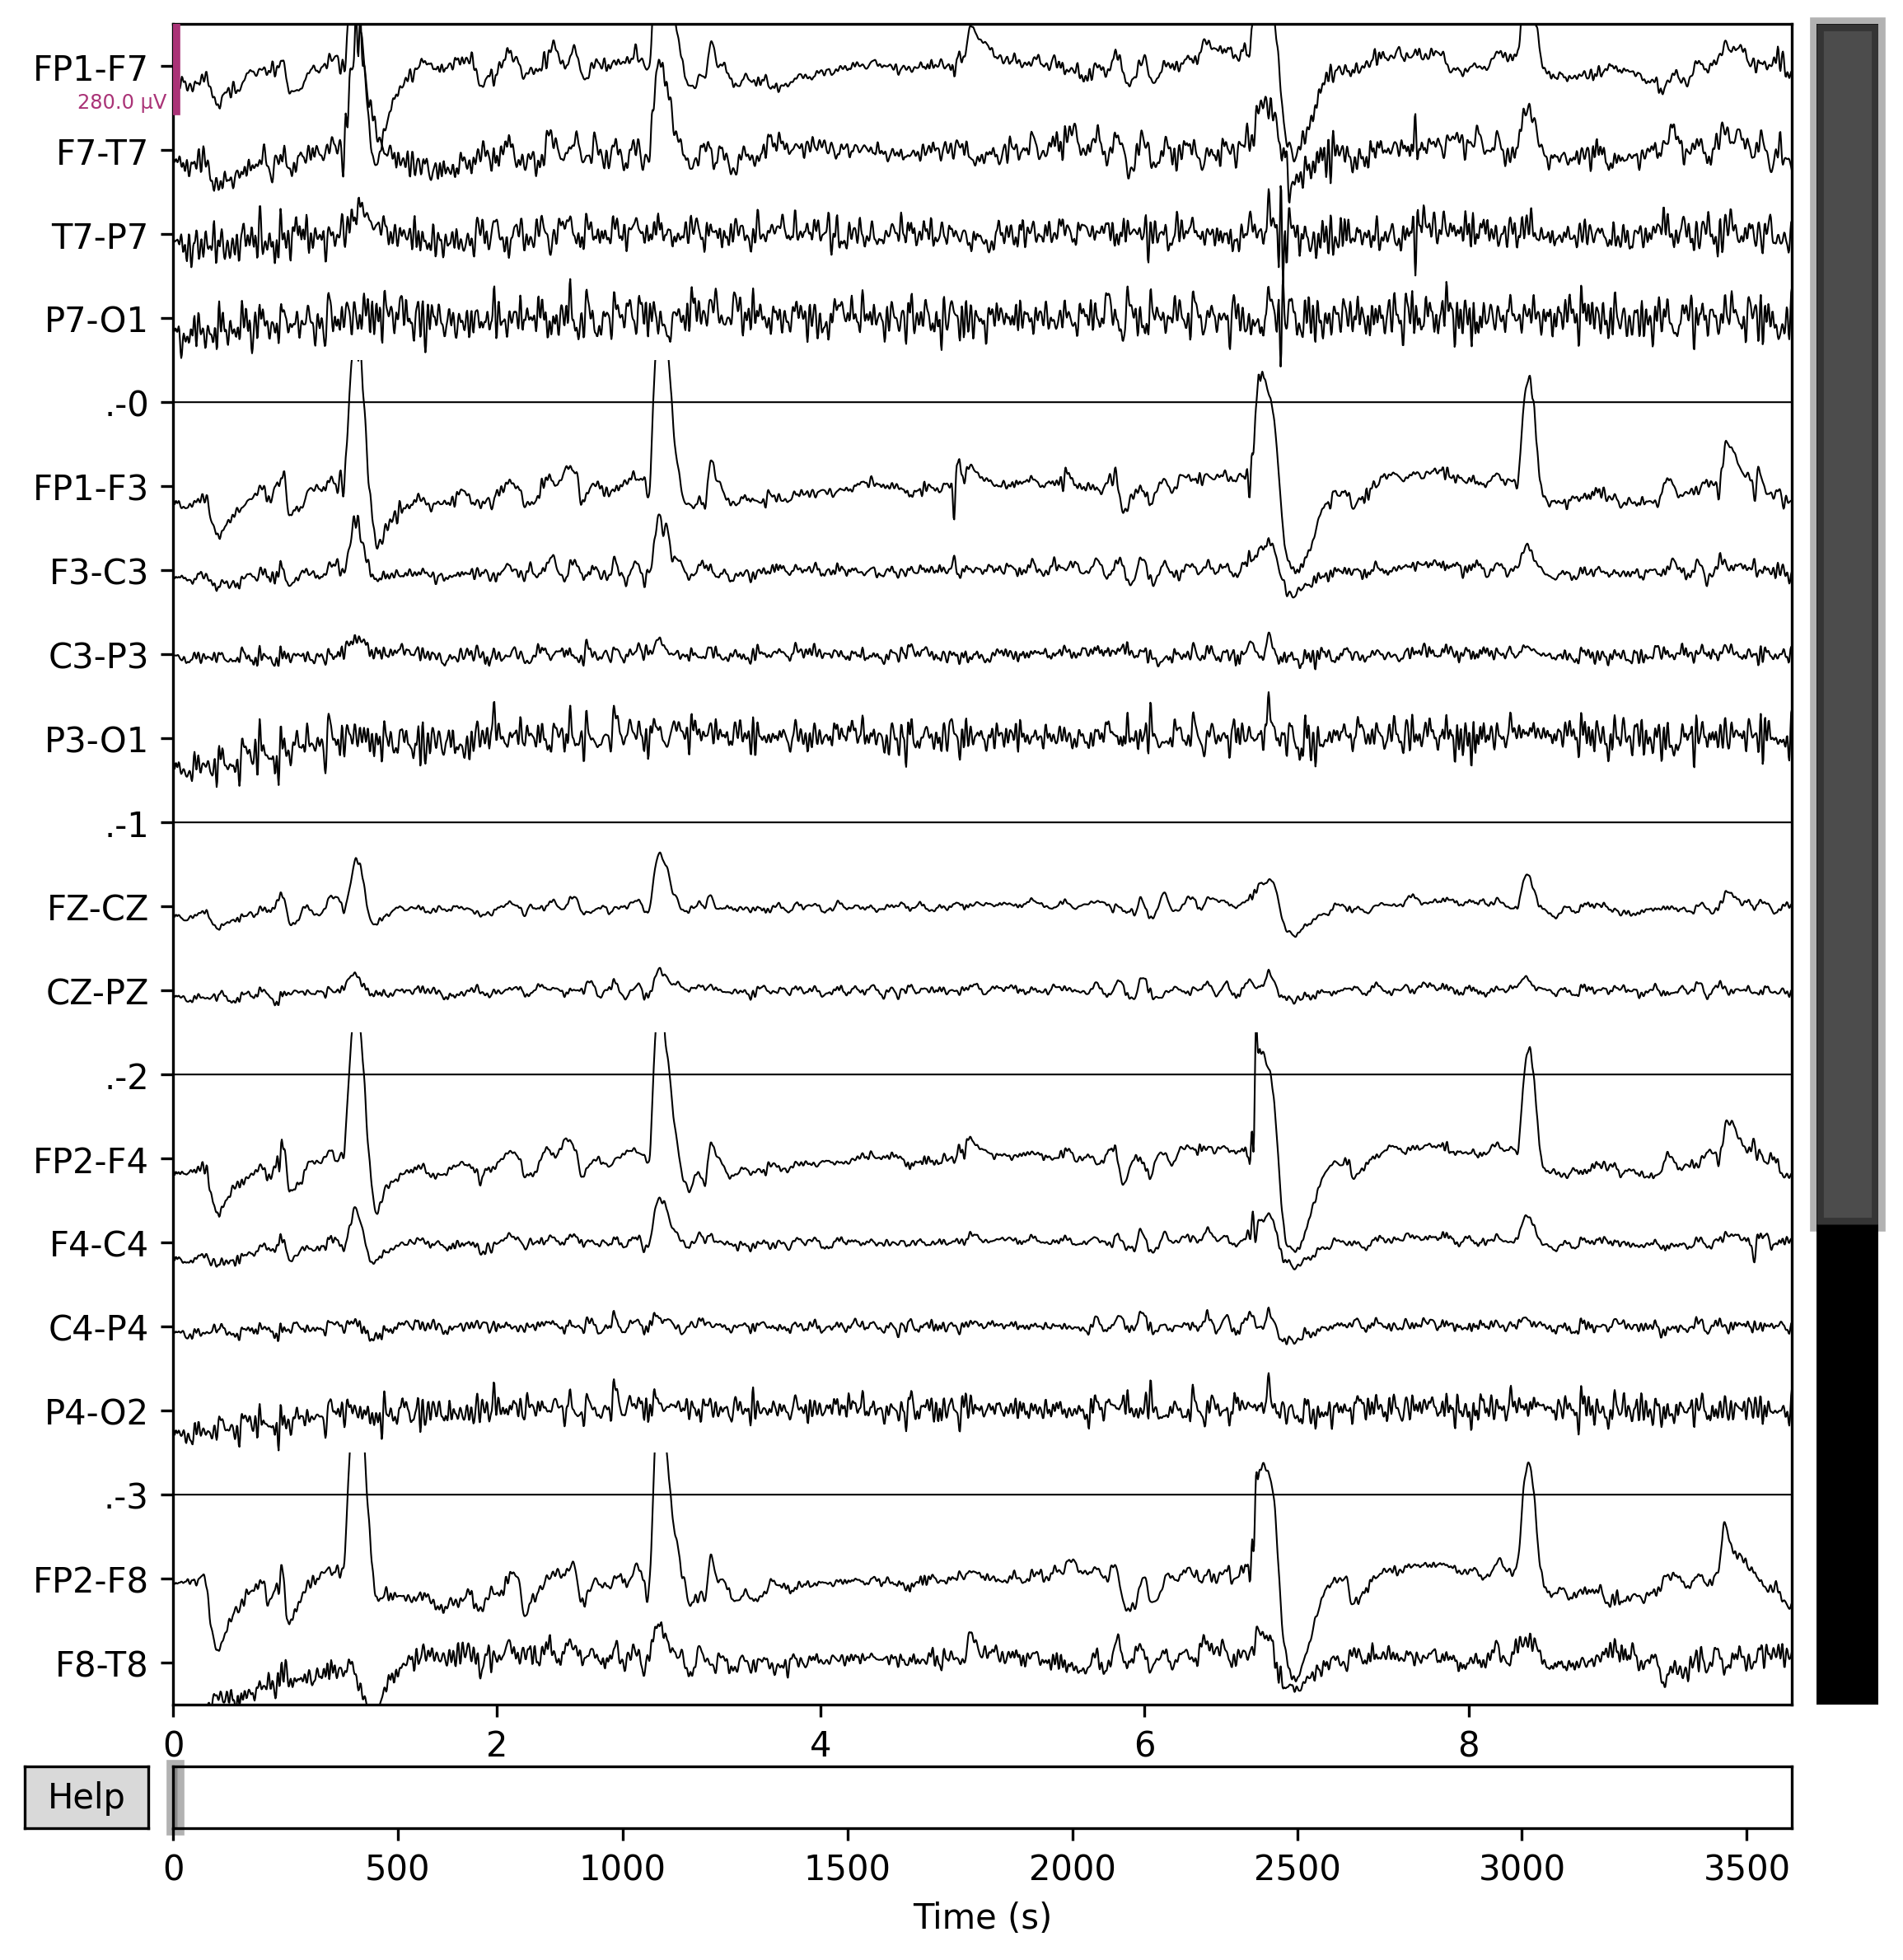 FP1-F7
280.0 µV
F7-T7
T7-P7
P7-O1
.-0
FP1-F3
F3-C3
C3-P3
P3-O1
.-1
FZ-CZ
CZ-PZ
.-2
FP2-F4
F4-C4
C4-P4
P4-O2
.-3
FP2-F8
F8-T8
0 2 4 6 8
Help
0 500 1000 1500 2000 2500 3000 3500
Time (s)